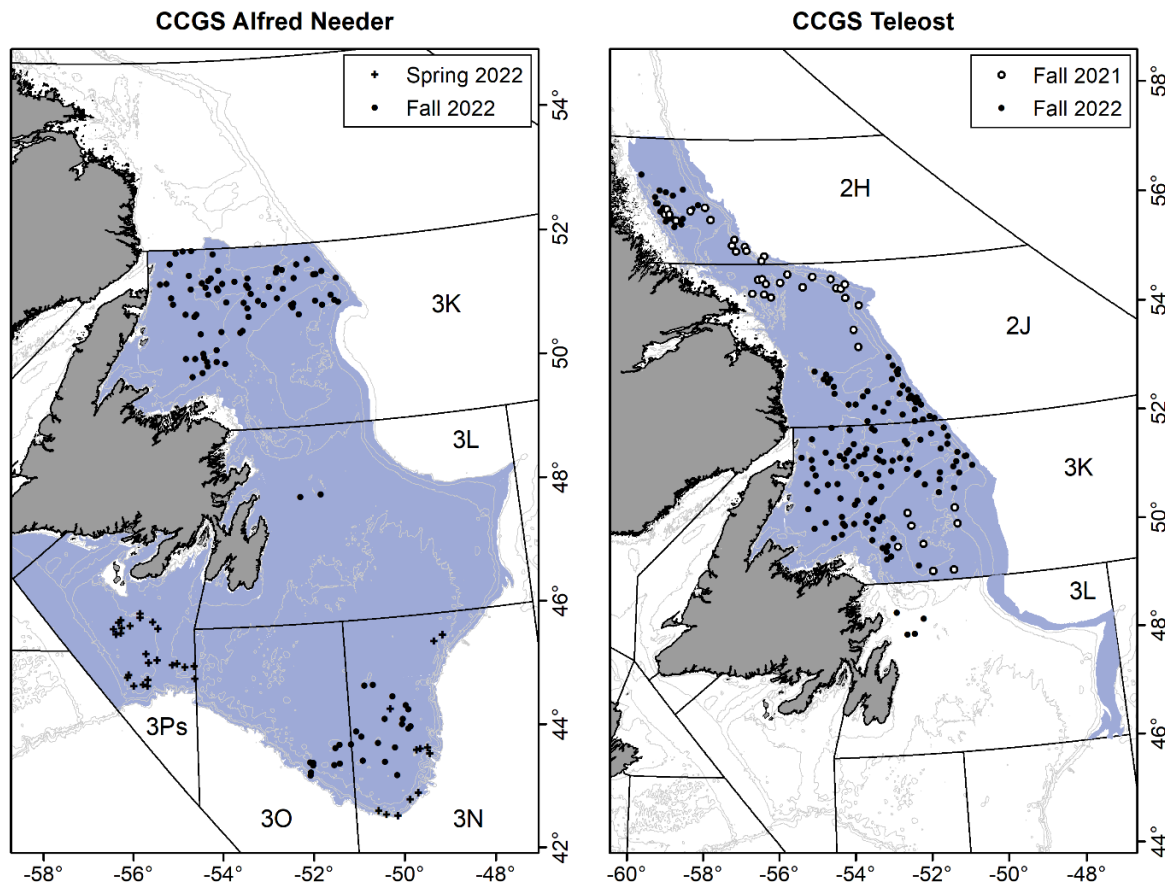 CCGS Alfred Needer
CCGS Teleost
Spring 2022
Fall 2022
54°
52°
50°
48°
46°
44°
42°
3K
3L
3Ps
3O
3N
-58°
-56°
-54°
-52°
-50°
-48°
Fall 2021
Fall 2022
58°
56°
54°
52°
50°
48°
46°
44°
2H
2J
3K
3L
-60°
-58°
-56°
-54°
-52°
-50°
-48°